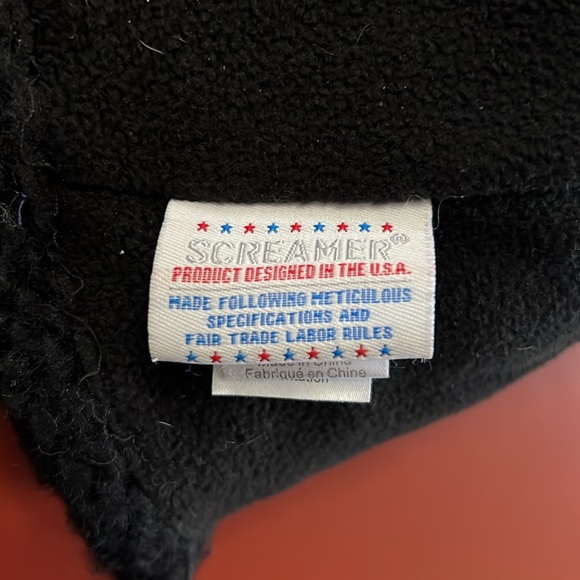 SCREAMER®
PRODUCT DESIGNED IN THE U.S.A.
MADE FOLLOWING METICULOUS
SPECIFICATIONS AND
FAIR TRADE LABOR RULES
Made in China
Fabriqué en Chine